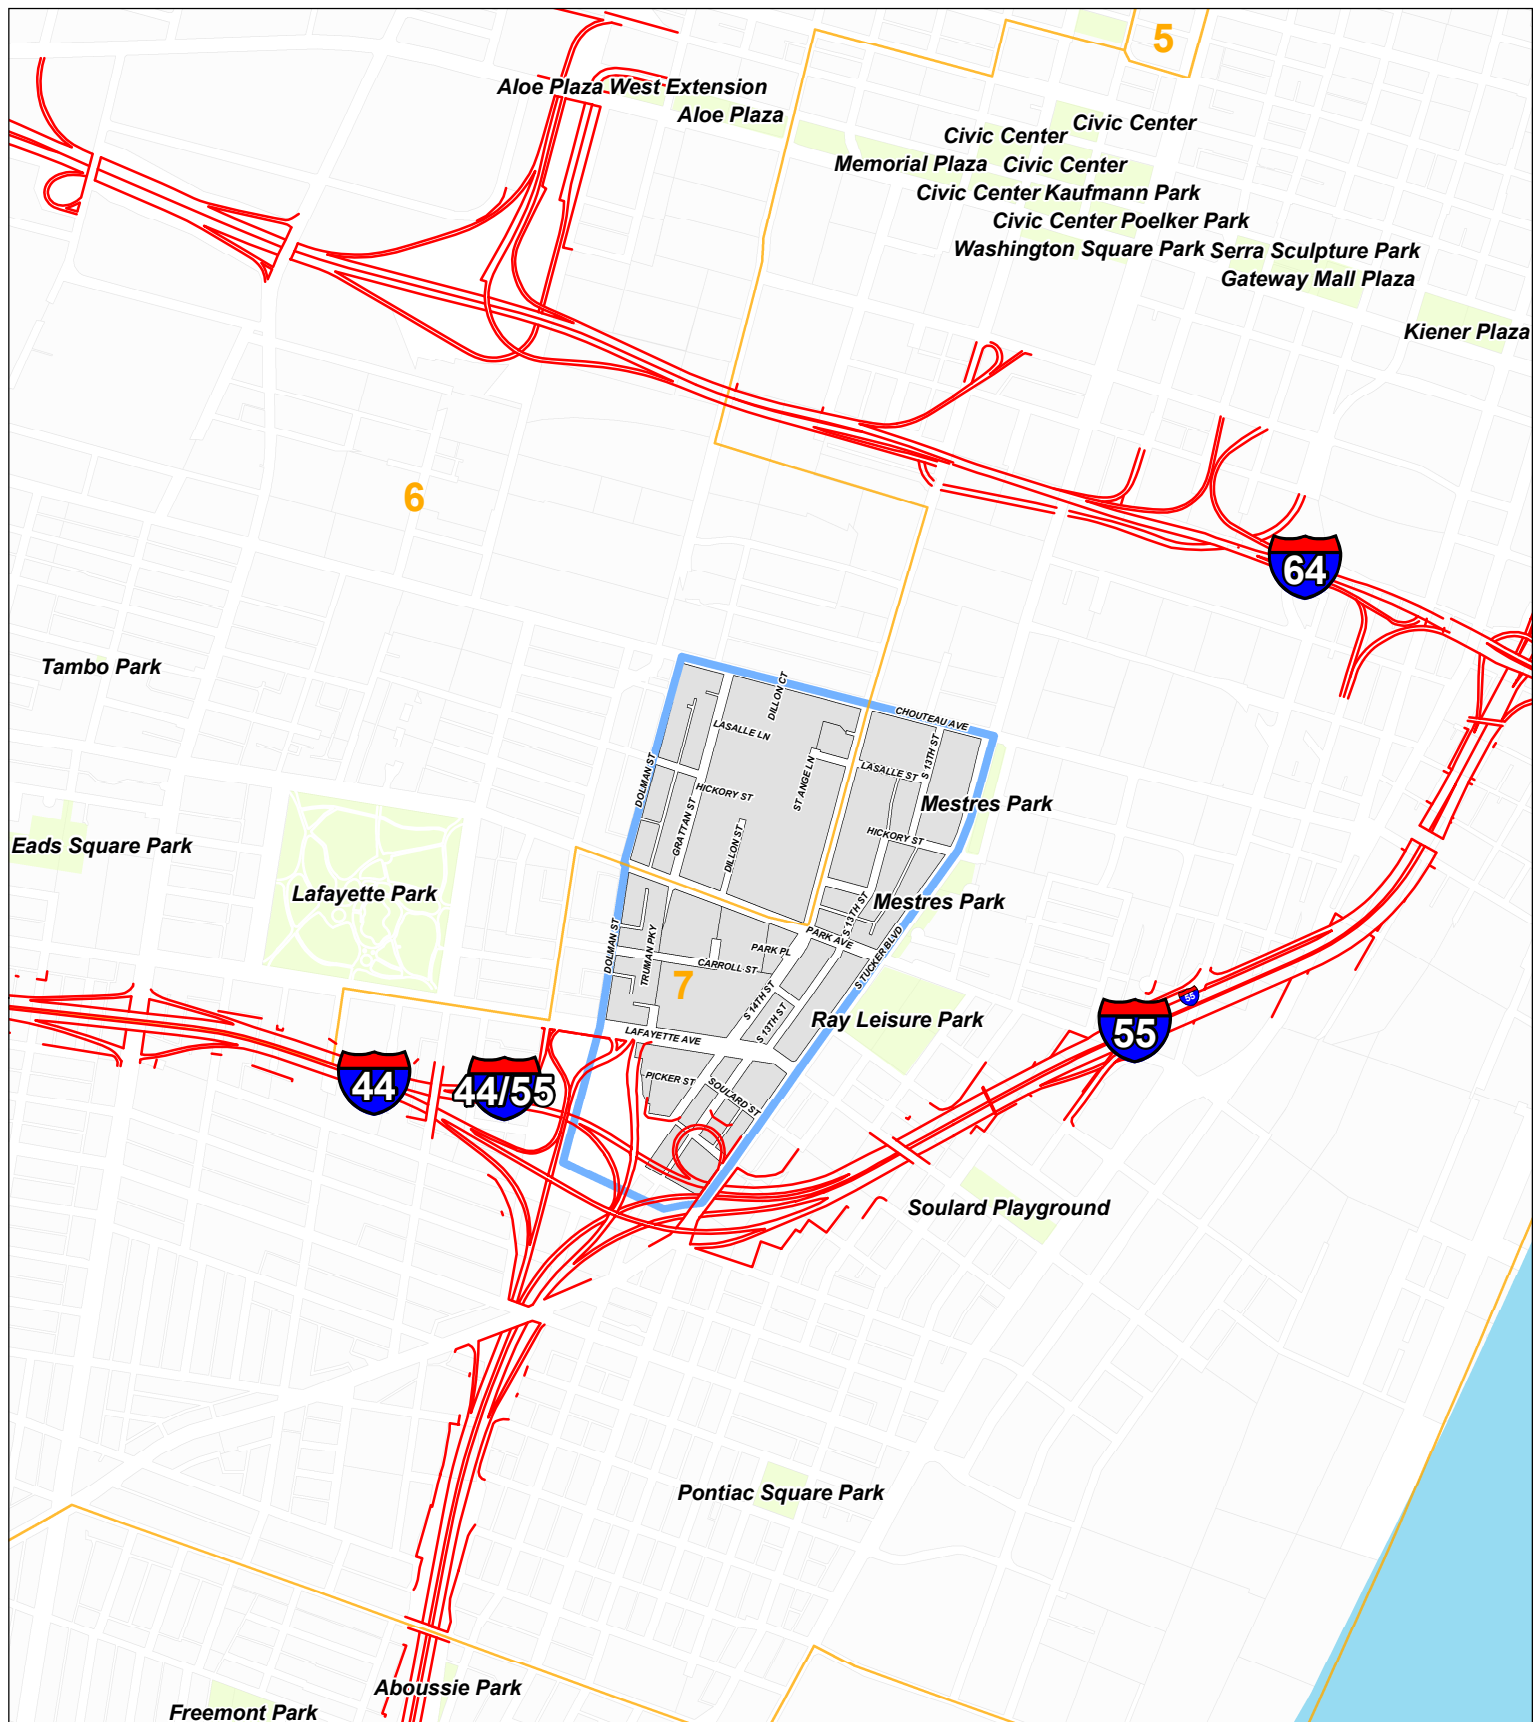 5
Aloe Plaza West Extension
Aloe Plaza
Civic Center
Civic Center
Memorial Plaza
Civic Center
Civic Center
Kaufmann Park
Civic Center
Poelker Park
Washington Square Park
Serra Sculpture Park
Gateway Mall Plaza
Kiener Plaza
6
64
Tambo Park
DILLON CT
CHOUTEAU AVE
LASALLE LN
S 13TH ST
DOLMAN ST
ST ANGE LN
LASALLE ST
HICKORY ST
Mestres Park
GRATTAN ST
DILLON ST
HICKORY ST
Eads Square Park
Lafayette Park
Mestres Park
S 13TH ST
PARK AVE
DOLMAN ST
TRUMAN PKY
PARK PL
CARROLL ST
S TUCKER BLVD
7
S 14TH ST
S 13TH ST
55
Ray Leisure Park
55
LAFAYETTE AVE
44
44/55
PICKER ST
SOULARD ST
Soulard Playground
Pontiac Square Park
Aboussie Park
Freemont Park